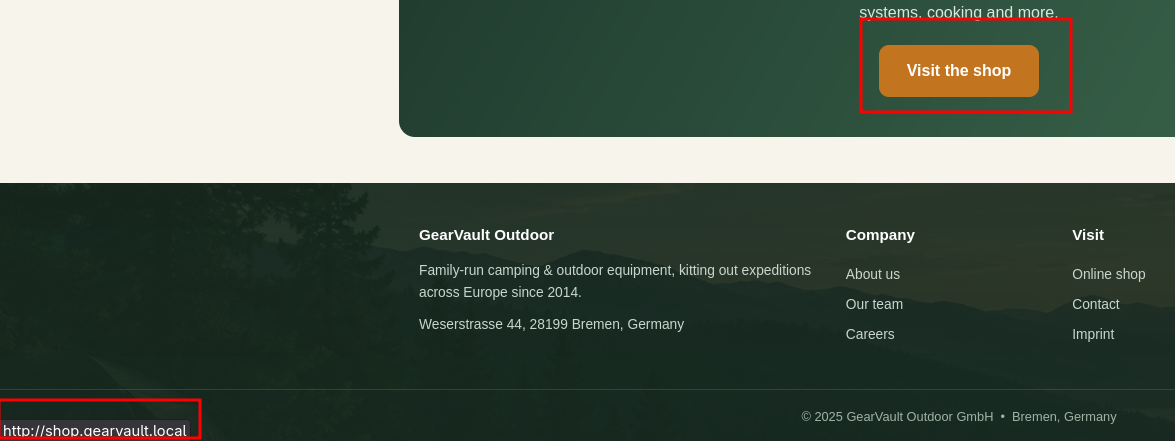 systems, cooking and more.
Visit the shop
GearVault Outdoor
Family-run camping & outdoor equipment, kitting out expeditions
across Europe since 2014.
Weserstrasse 44, 28199 Bremen, Germany
Company
About us
Our team
Careers
Visit
Online shop
Contact
Imprint
© 2025 GearVault Outdoor GmbH • Bremen, Germany
http://shop.gearvault.local